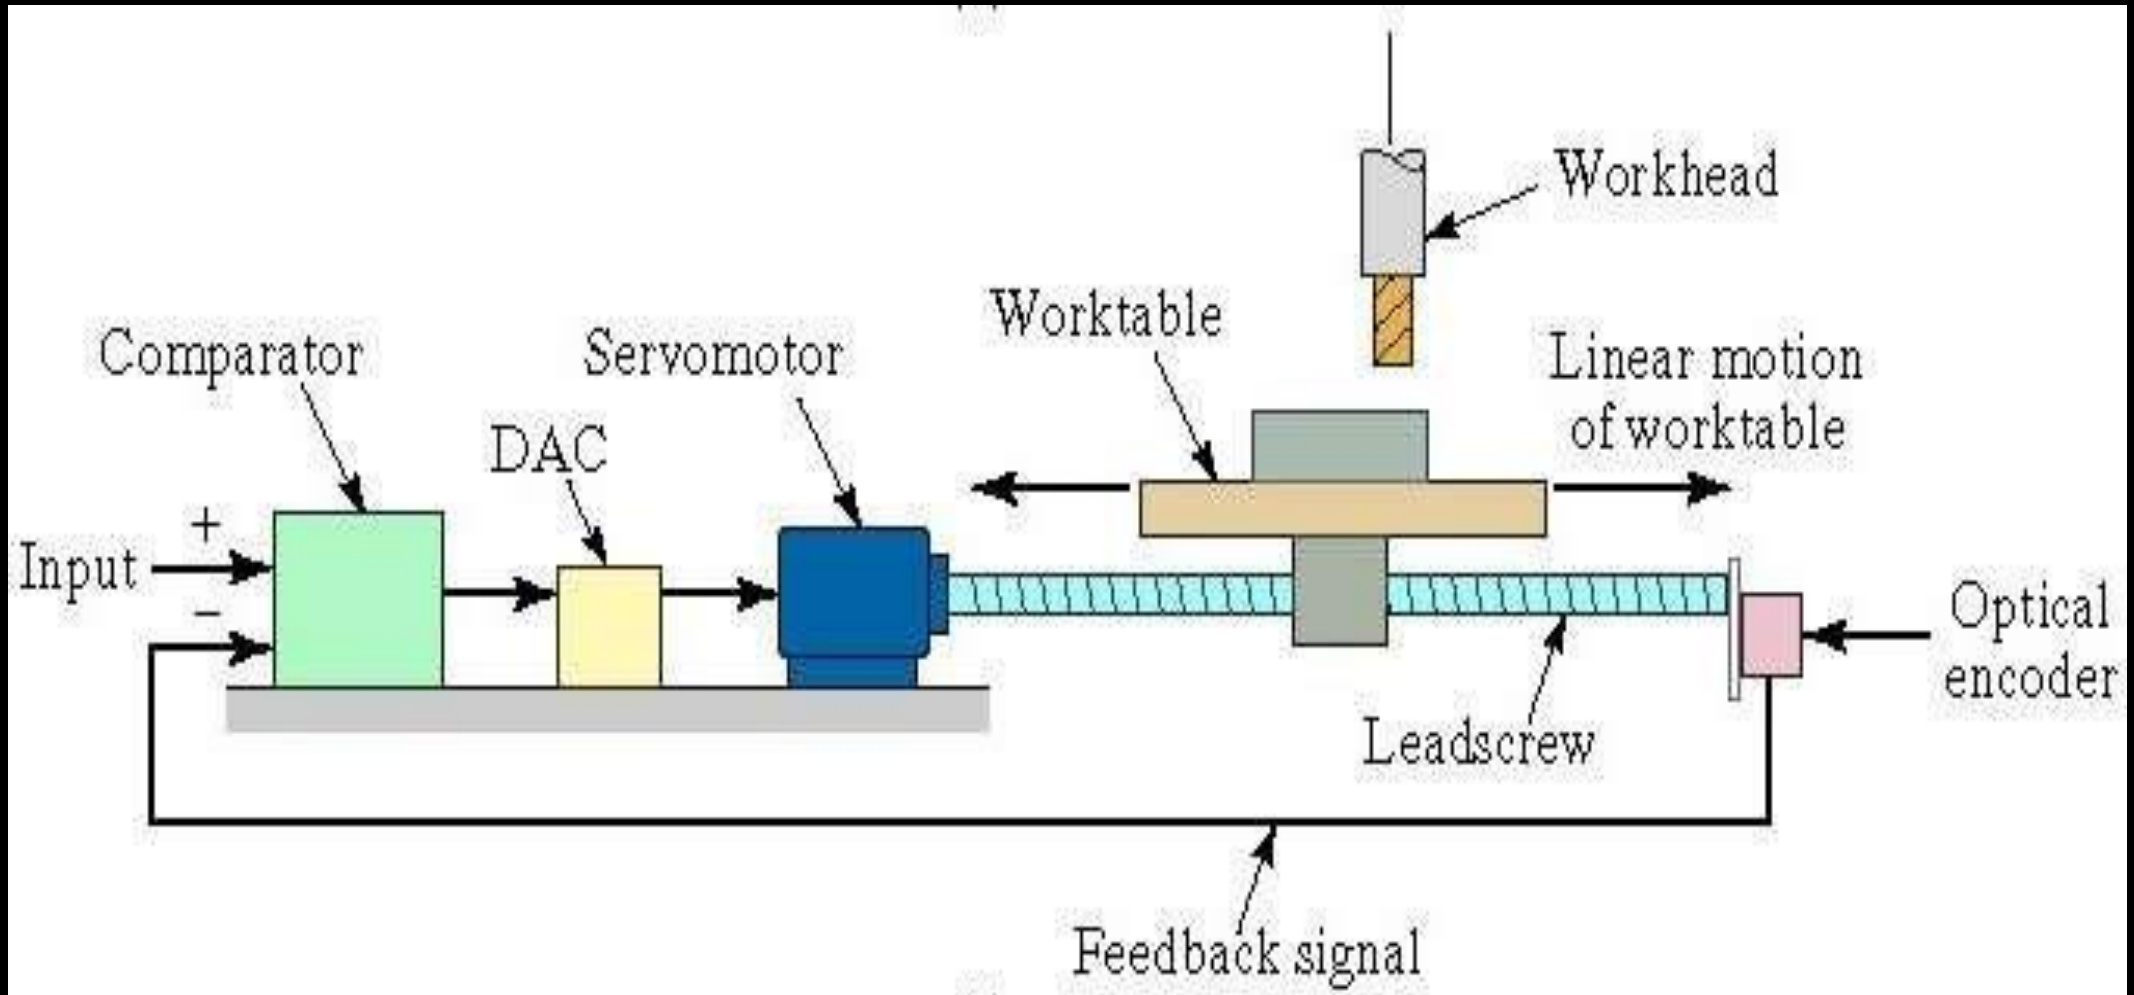 Workhead
Worktable
Comparator
Servomotor
Linear motion
of worktable
DAC
+
Input
−
Optical
encoder
Leadscrew
Feedback signal